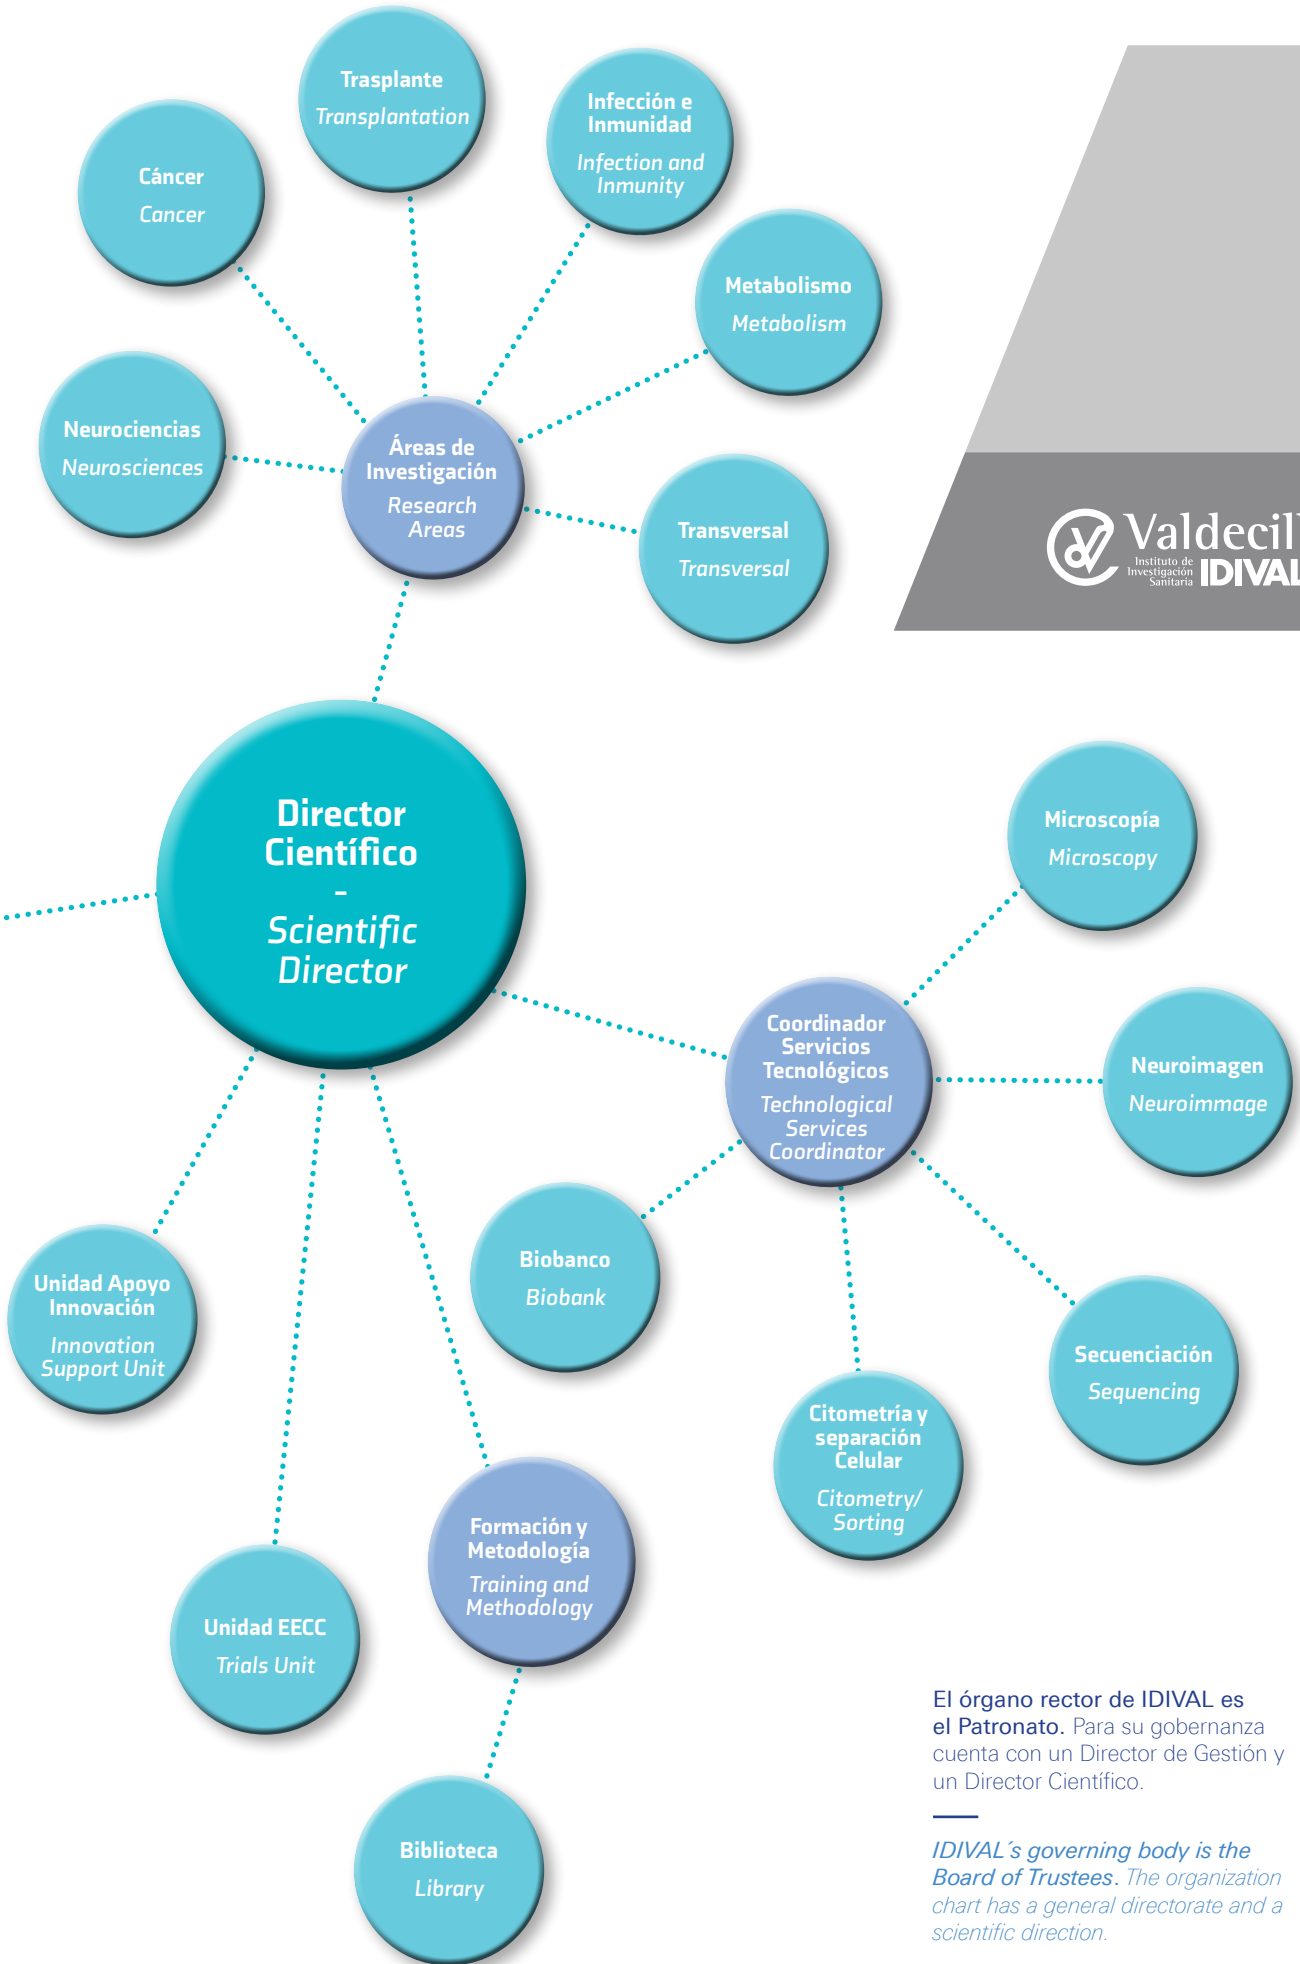 Trasplante
Transplantation
Infección e
Inmunidad
Infection and
Inmunity
Cáncer
Cancer
Metabolismo
Metabolism
Neurociencias
Neurosciences
Áreas de
Investigación
Research
Areas
Transversal
Transversal
Instituto de
Investigación
Sanitaria
IDIVAL
Director
Científico
-
Scientific
Director
Microscopía
Microscopy
Coordinador
Servicios
Tecnológicos
Technological
Services
Coordinator
Neuroimagen
Neuroimmage
Biobanco
Biobank
Unidad Apoyo
Innovación
Innovation
Support Unit
Secuenciación
Sequencing
Citometría y
separación
Celular
Citometry/
Sorting
Formación y
Metodología
Training and
Methodology
Unidad EECC
Trials Unit
Biblioteca
Library
El órgano rector de IDIVAL es
el Patronato. Para su gobernanza
cuenta con un Director de Gestión y
un Director Científico.
IDIVAL´s governing body is the
Board of Trustees. The organization
chart has a general directorate and a
scientific direction.